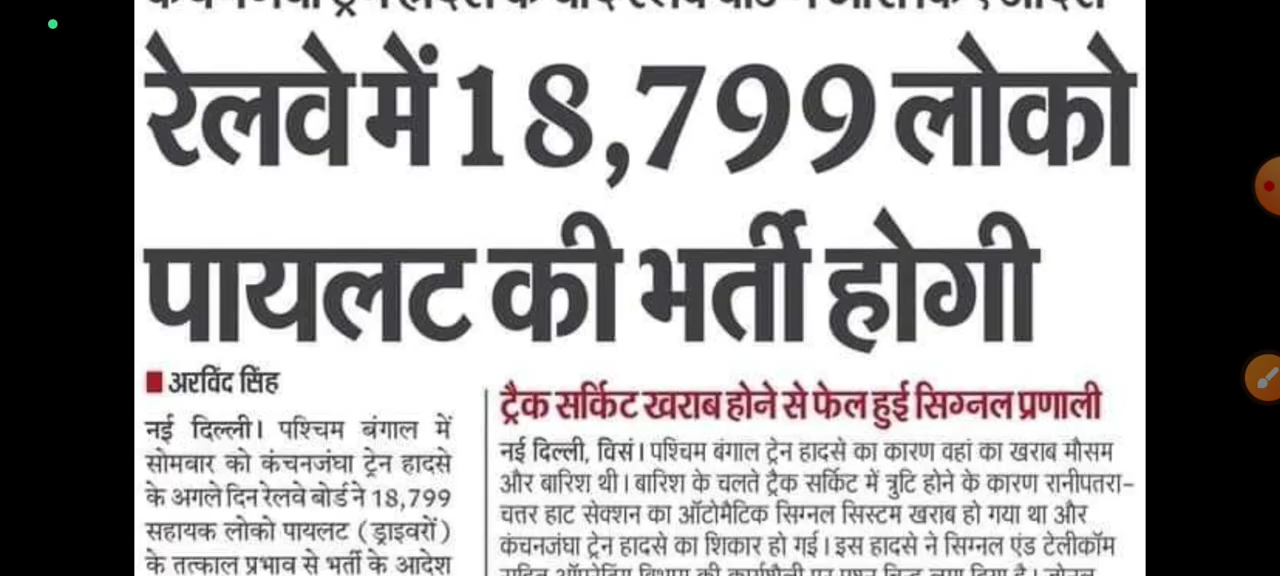 रेलवे में 18,799 लोको
पायलट की भर्ती होगी
अरविंद सिंह
नई दिल्ली। पश्चिम बंगाल में
सोमवार को कंचनजंघा ट्रेन हादसे
के अगले दिन रेलवे बोर्ड ने 18,799
सहायक लोको पायलट (ड्राइवरों)
के तत्काल प्रभाव से भर्ती के आदेश
ट्रैक सर्किट खराब होने से फेल हुई सिग्नल प्रणाली
नई दिल्ली, विसं। पश्चिम बंगाल ट्रेन हादसे का कारण वहां का खराब मौसम
और बारिश थी। बारिश के चलते ट्रैक सर्किट में त्रुटि होने के कारण रानीपतरा-
चत्तर हाट सेक्शन का ऑटोमैटिक सिग्नल सिस्टम खराब हो गया था और
कंचनजंघा ट्रेन हादसे का शिकार हो गई। इस हादसे ने सिग्नल एंड टेलीकॉम